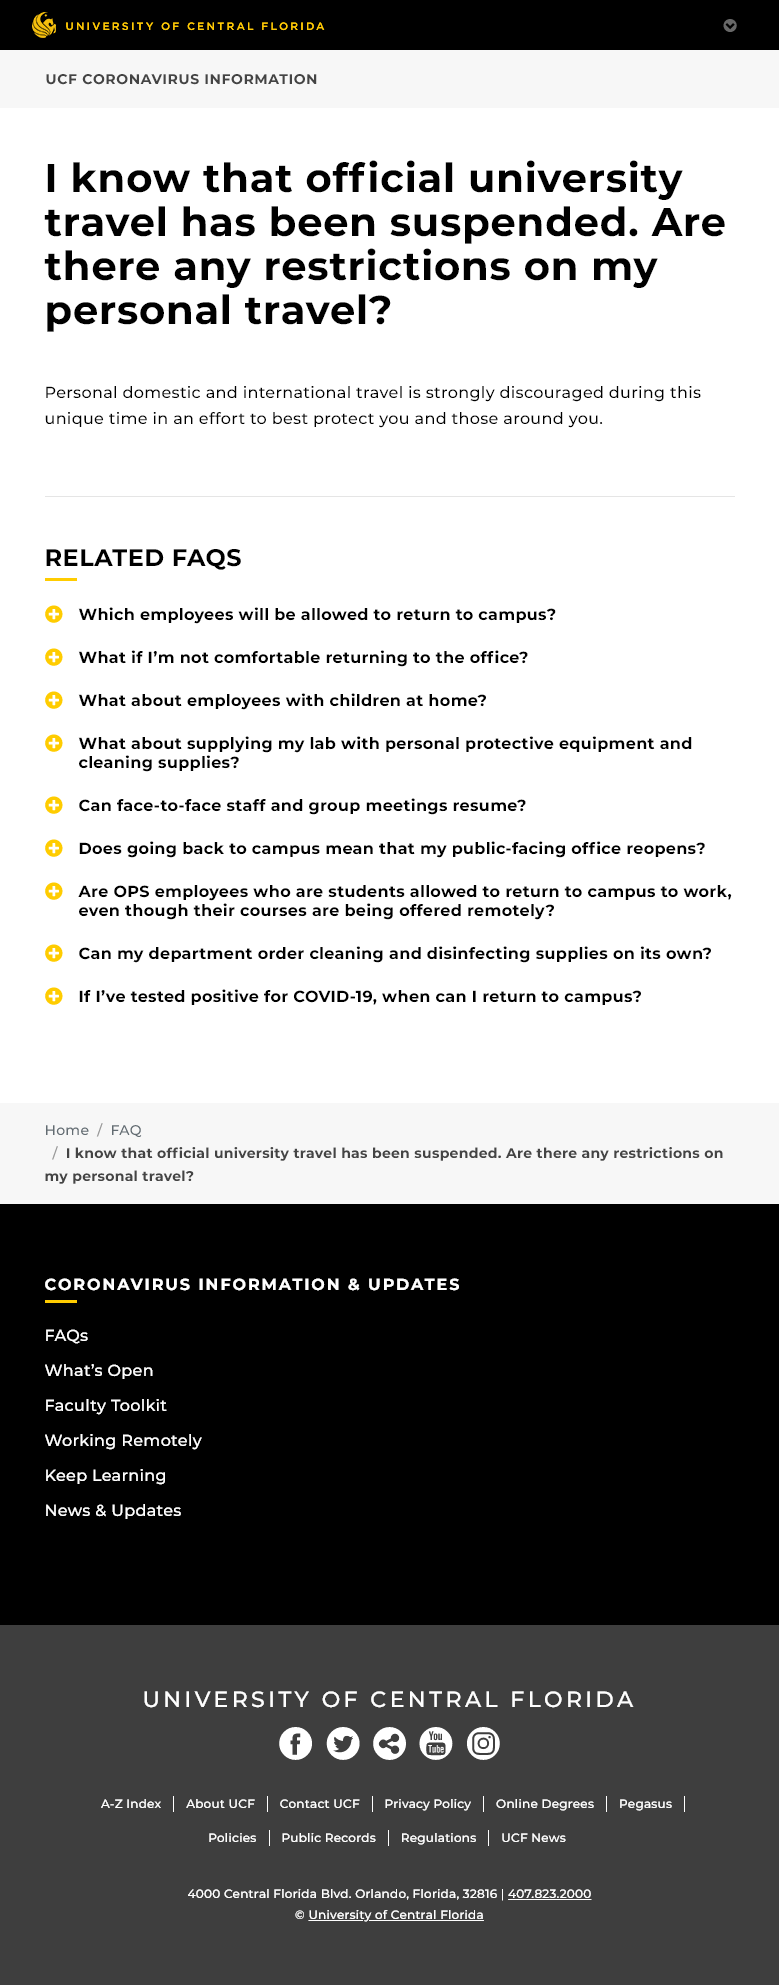 UNIVERSITY OF CENTRAL FLORIDA
UCF CORONAVIRUS INFORMATION
I know that official university
travel has been suspended. Are
there any restrictions on my
personal travel?
Personal domestic and international travel is strongly discouraged during this
unique time in an effort to best protect you and those around you.
RELATED FAQS
Which employees will be allowed to return to campus?
What if I’m not comfortable returning to the office?
What about employees with children at home?
What about supplying my lab with personal protective equipment and
cleaning supplies?
Can face-to-face staff and group meetings resume?
Does going back to campus mean that my public-facing office reopens?
Are OPS employees who are students allowed to return to campus to work,
even though their courses are being offered remotely?
Can my department order cleaning and disinfecting supplies on its own?
If I’ve tested positive for COVID-19, when can I return to campus?
Home / FAQ
/ I know that official university travel has been suspended. Are there any restrictions on
my personal travel?
CORONAVIRUS INFORMATION & UPDATES
FAQs
What’s Open
Faculty Toolkit
Working Remotely
Keep Learning
News & Updates
UNIVERSITY OF CENTRAL FLORIDA
You
Tube
A-Z Index | About UCF | Contact UCF | Privacy Policy | Online Degrees | Pegasus |
Policies | Public Records | Regulations | UCF News
4000 Central Florida Blvd. Orlando, Florida, 32816 | 407.823.2000
© University of Central Florida